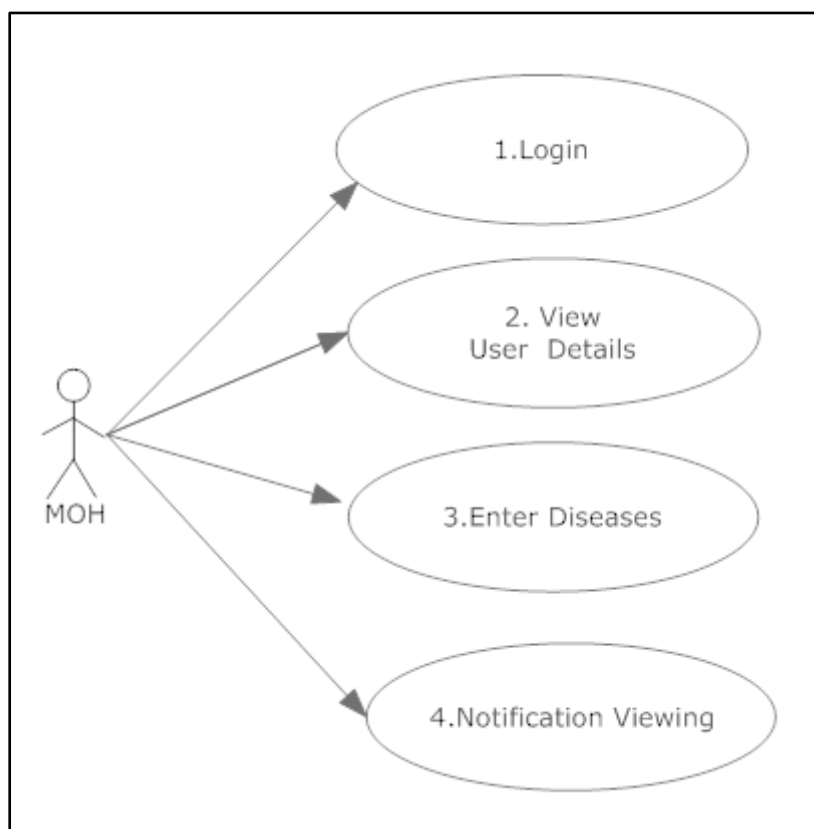 1.Login
2. View
User Details
3.Enter Diseases
MOH
4.Notification Viewing